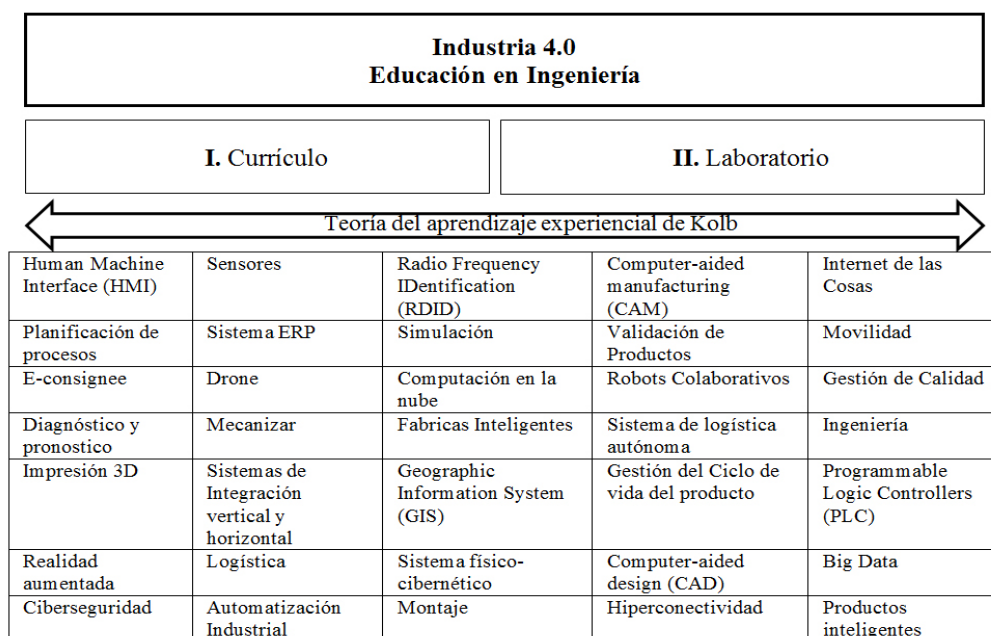 Industria 4.0
Educación en Ingeniería
I. Currículo
II. Laboratorio
Teoría del aprendizaje experiencial de Kolb
Human Machine
Interface (HMI)
Sensores
Radio Frequency
IDentification
(RDID)
Computer-aided
manufacturing
(CAM)
Internet de las
Cosas
Planificación de
procesos
Sistema ERP
Simulación
Validación de
Productos
Movilidad
E-consignee
Drone
Computación en la
nube
Robots Colaborativos
Gestión de Calidad
Diagnóstico y
pronostico
Mecanizar
Fabricas Inteligentes
Sistema de logística
autónoma
Ingeniería
Impresión 3D
Sistemas de
Integración
vertical y
horizontal
Geographic
Information System
(GIS)
Gestión del Ciclo de
vida del producto
Programmable
Logic Controllers
(PLC)
Realidad
aumentada
Logística
Sistema físico-
cibernético
Computer-aided
design (CAD)
Big Data
Ciberseguridad
Automatización
Industrial
Montaje
Hiperconectividad
Productos
inteligentes